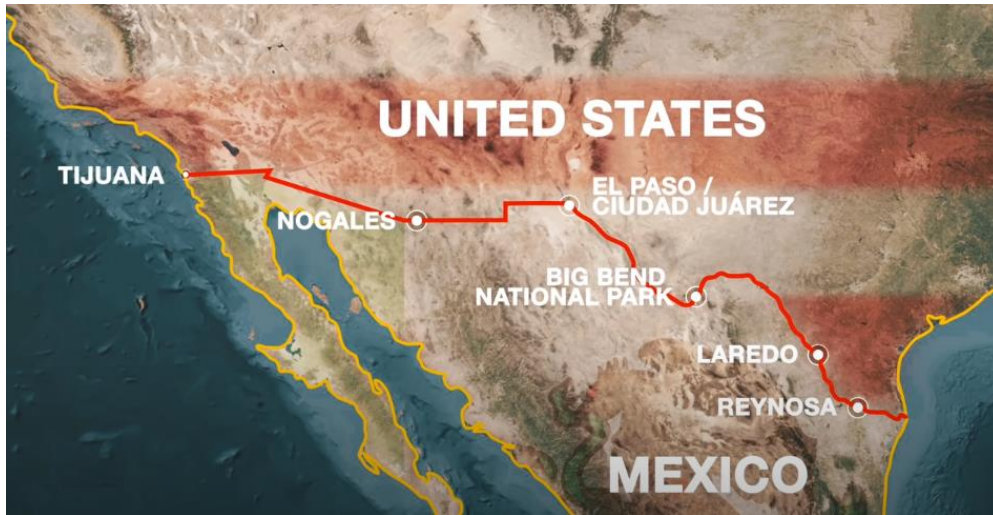 UNITED STATES
TIJUANA
EL PASO /
CIUDAD JUÁREZ
NOGALES
BIG BEND
NATIONAL PARK
LAREDO
REYNOSA
MEXICO